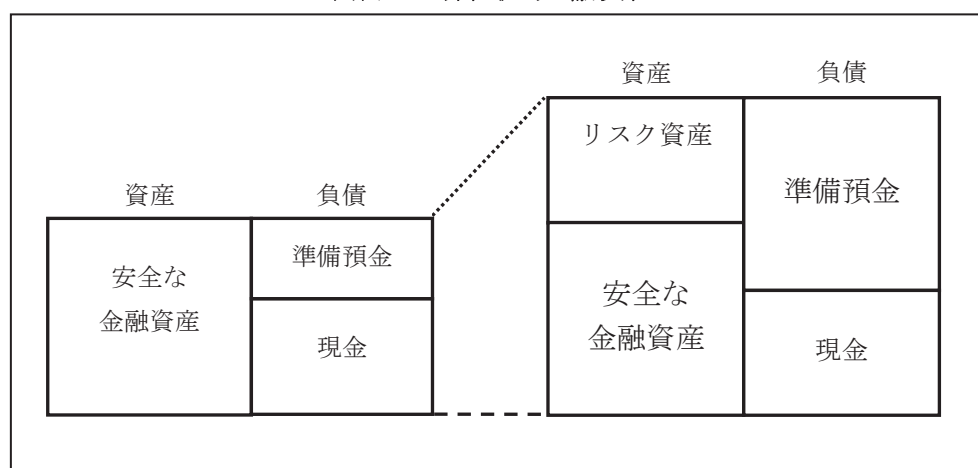 資産 負債
リスク資産
準備預金
安全な
金融資産
現金
資産 負債
安全な
金融資産
準備預金
現金